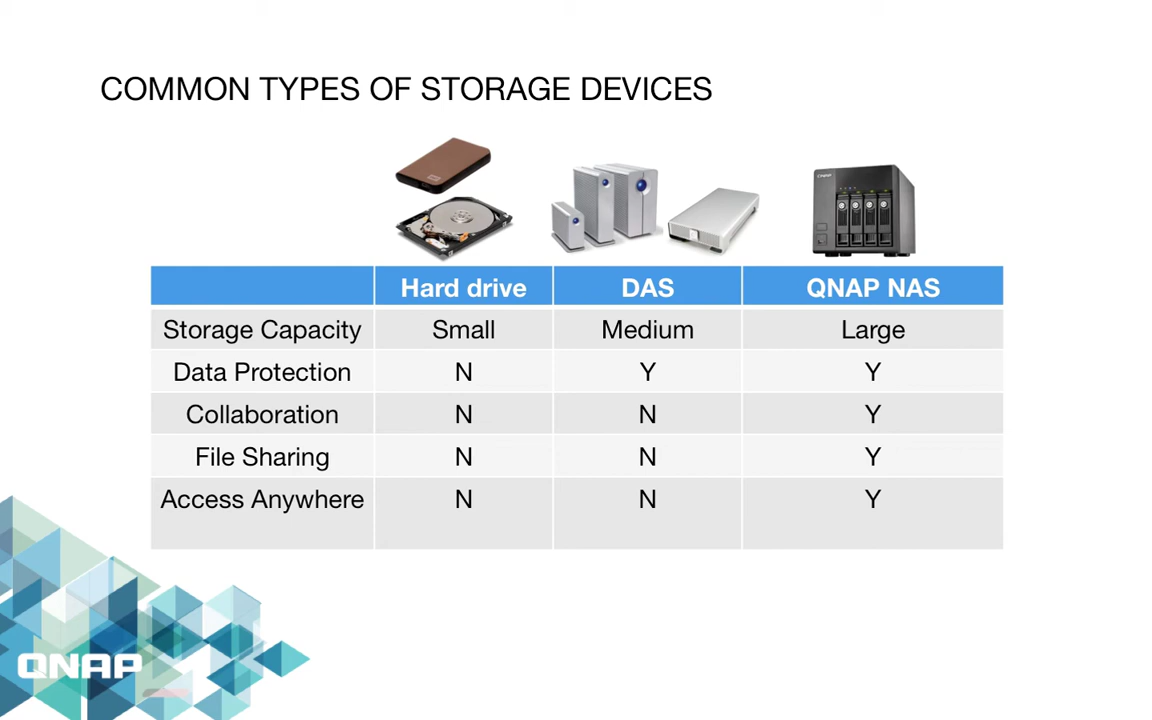 COMMON TYPES OF STORAGE DEVICES
QNAP
Hard drive DAS QNAP NAS
Storage Capacity Small Medium Large
Data Protection N Y Y
Collaboration N N Y
File Sharing N N Y
Access Anywhere N N Y
QNAP